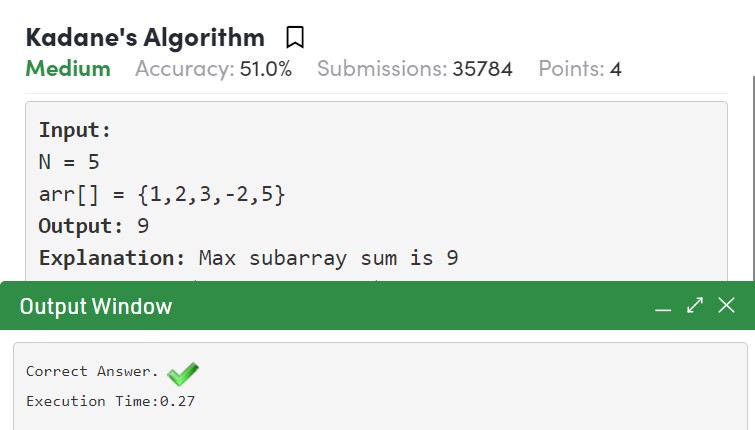 Kadane's Algorithm
Medium Accuracy: 51.0% Submissions: 35784 Points: 4
Input:
N = 5
arr[] = {1,2,3,-2,5}
Output: 9
Explanation: Max subarray sum is 9
Output Window
Correct Answer.
Execution Time:0.27